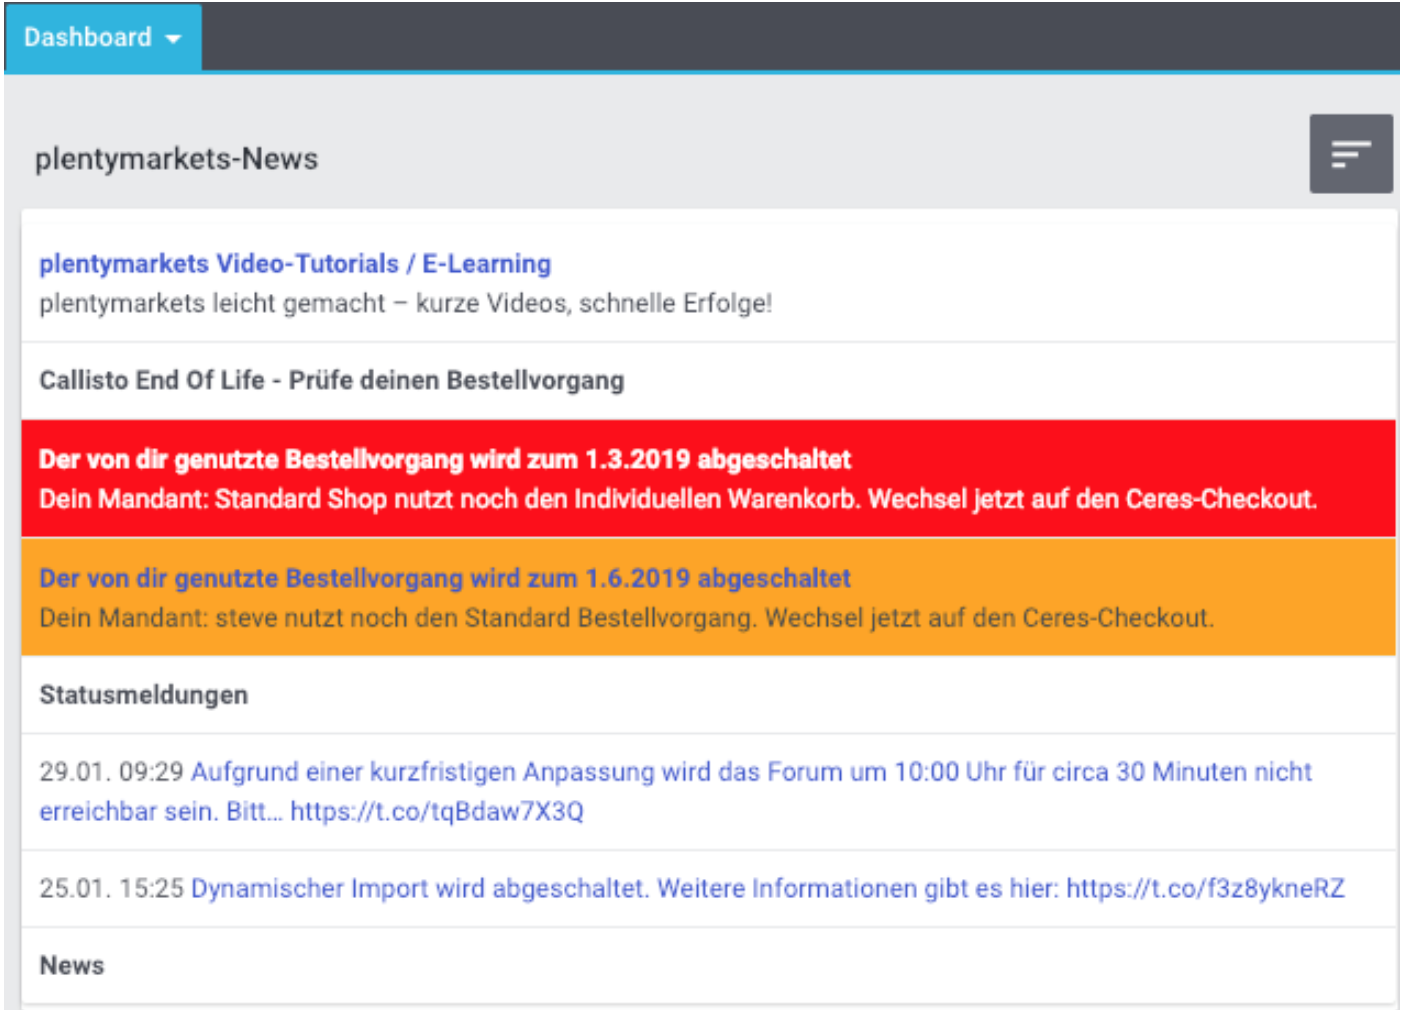 Dashboard
plentymarkets-News
plentymarkets Video-Tutorials / E-Learning
plentymarkets leicht gemacht – kurze Videos, schnelle Erfolge!
Callisto End Of Life - Prüfe deinen Bestellvorgang
Der von dir genutzte Bestellvorgang wird zum 1.3.2019 abgeschaltet
Dein Mandant: Standard Shop nutzt noch den Individuellen Warenkorb. Wechsel jetzt auf den Ceres-Checkout.
Der von dir genutzte Bestellvorgang wird zum 1.6.2019 abgeschaltet
Dein Mandant: steve nutzt noch den Standard Bestellvorgang. Wechsel jetzt auf den Ceres-Checkout.
Statusmeldungen
29.01. 09:29 Aufgrund einer kurzfristigen Anpassung wird das Forum um 10:00 Uhr für circa 30 Minuten nicht
erreichbar sein. Bitt... https://t.co/tqBdaw7X3Q
25.01. 15:25 Dynamischer Import wird abgeschaltet. Weitere Informationen gibt es hier: https://t.co/f3z8ykneRZ
News